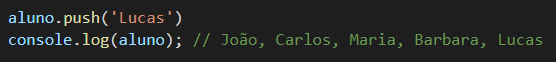 aluno.push('Lucas')
console.log(aluno); // João, Carlos, Maria, Barbara, Lucas